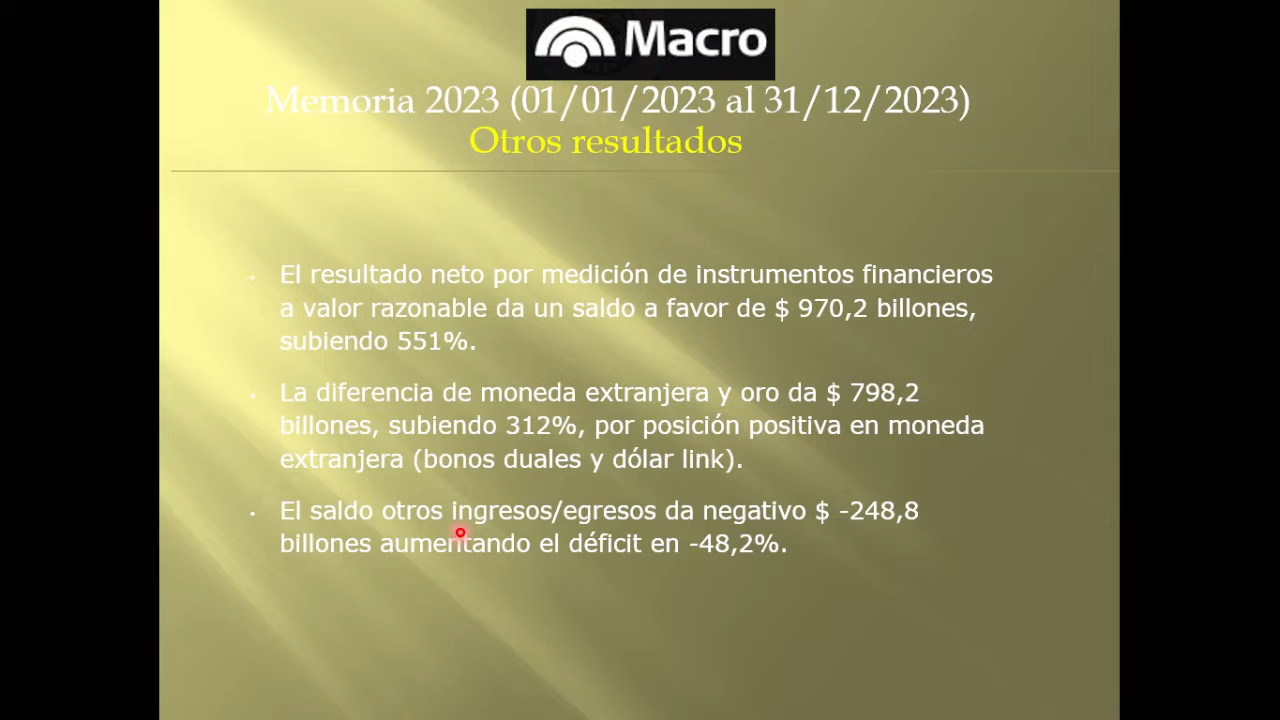 Macro
Memoria 2023 (01/01/2023 al 31/12/2023)
Otros resultados
• El resultado neto por medición de instrumentos financieros
a valor razonable da un saldo a favor de $ 970,2 billones,
subiendo 551%.
• La diferencia de moneda extranjera y oro da $ 798,2
billones, subiendo 312%, por posición positiva en moneda
extranjera (bonos duales y dólar link).
• El saldo otros ingresos/egresos da negativo $ -248,8
billones aumentando el déficit en -48,2%.